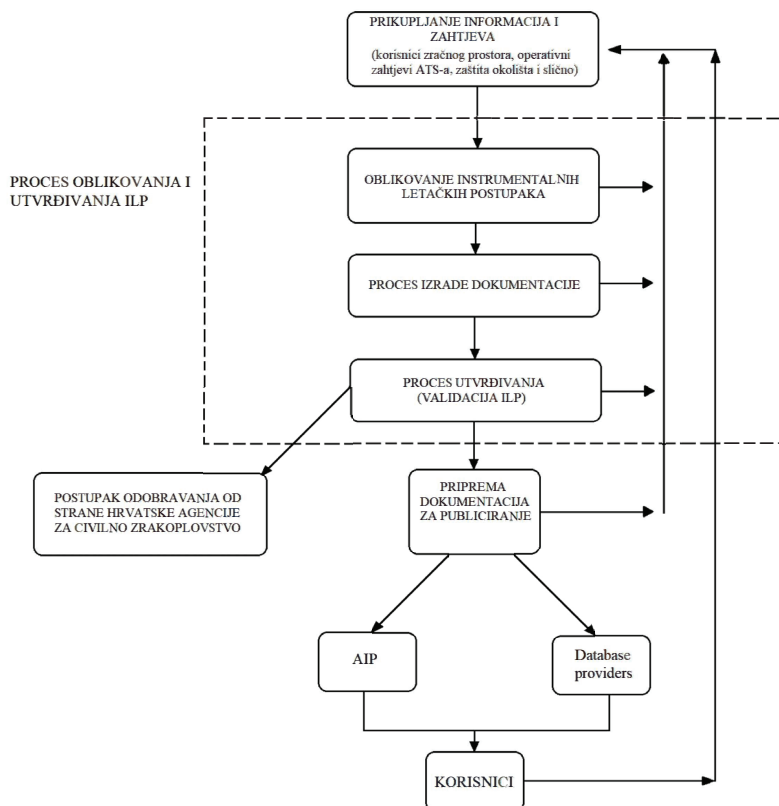 PRIKUPLJANJE INFORMACIJA I
ZAHTJEVA
(korisnici zračnog prostora, operativni
zahtjevi ATS-a, zaštita okolišta i slično)
PROCES OBLIKOVANJA I
UTVRĐIVANJA ILP
OBLIKOVANJE INSTRUMENTALNIH
LETAČKIH POSTUPAKA
PROCES IZRADE DOKUMENTACIJE
PROCES UTVRĐIVANJA
(VALIDACIJA ILP)
POSTUPAK ODOBRAVANJA OD
STRANE HRVATSKE AGENCIJE
ZA CIVILNO ZRAKOPLOVSTVO
PRIPREMA
DOKUMENTACIJA
ZA PUBLICIRANJE
AIP
Database
providers
KORISNICI